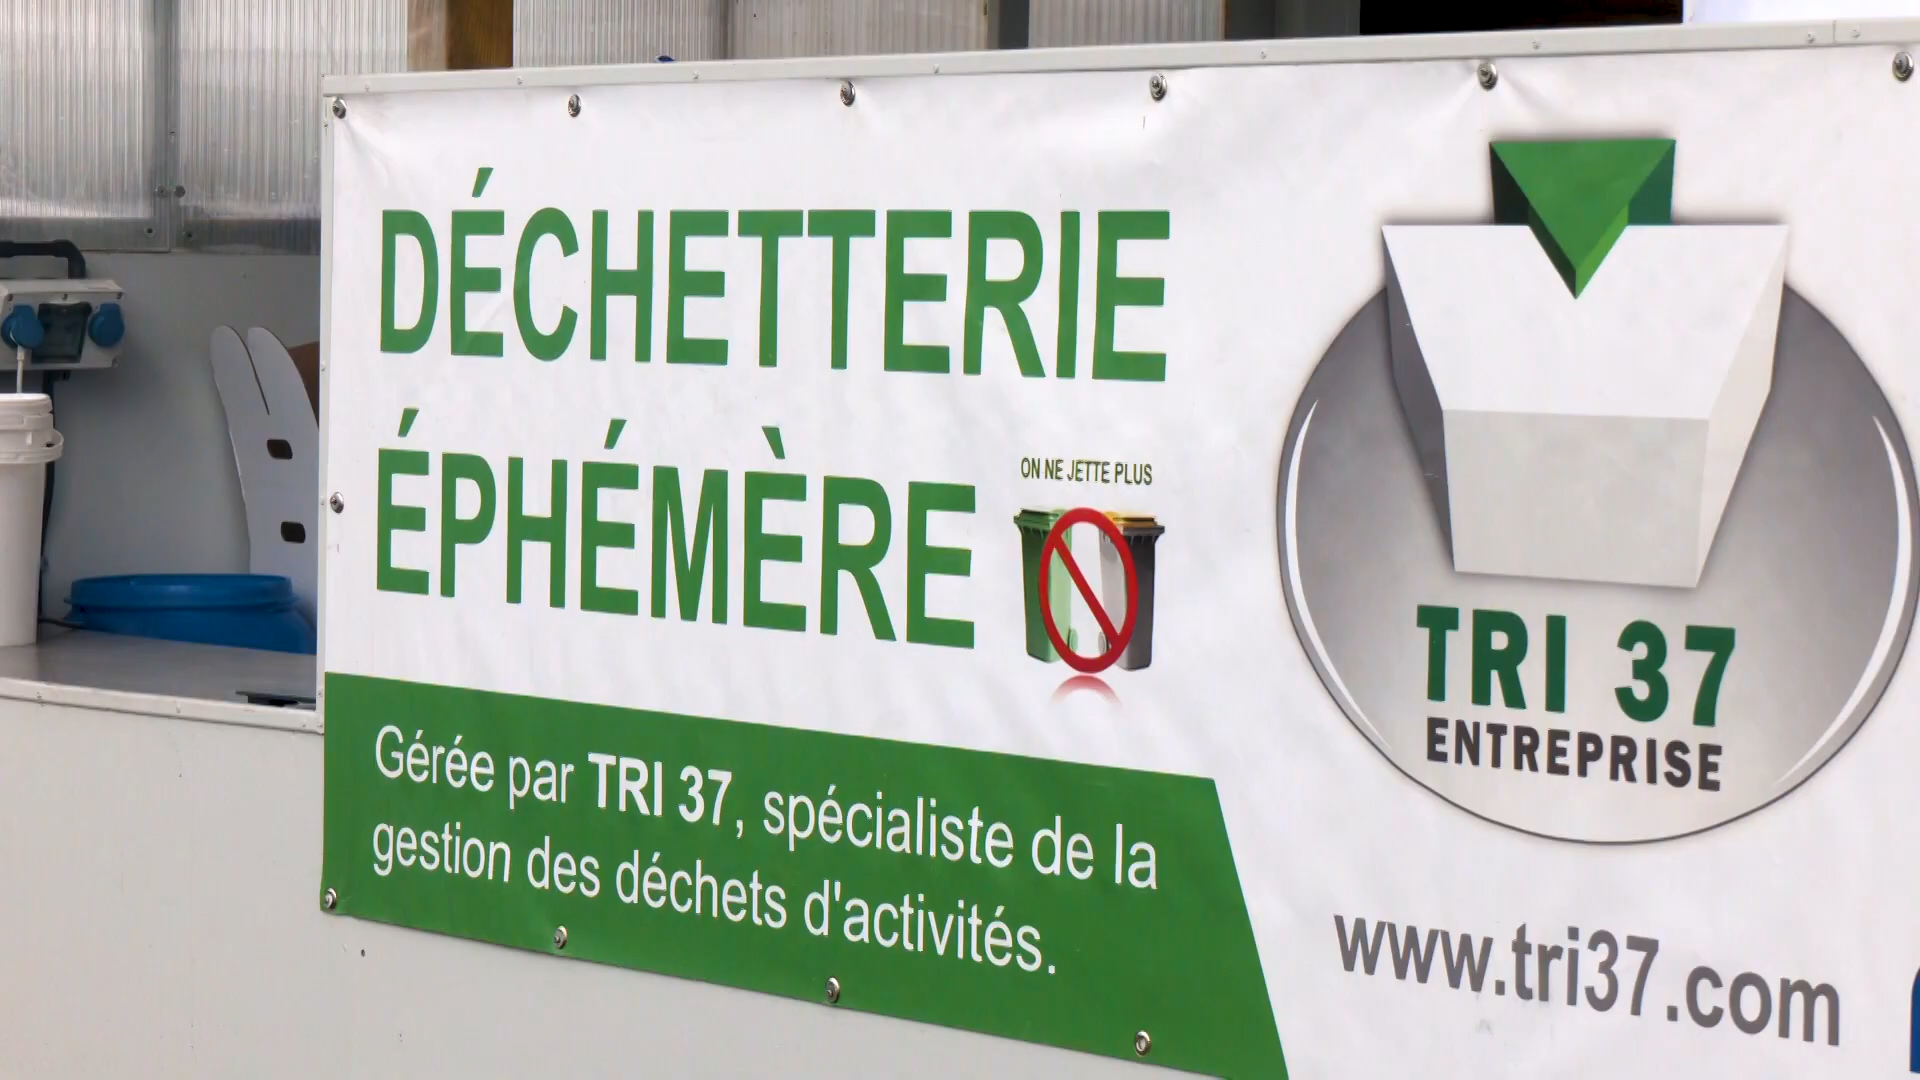 DÉCHETTERIE
ÉPHÉMÈRE
ON NE JETTE PLUS
Gérée par TRI 37, spécialiste de la
gestion des déchets d'activités.
TRI 37
ENTREPRISE
www.tri37.com